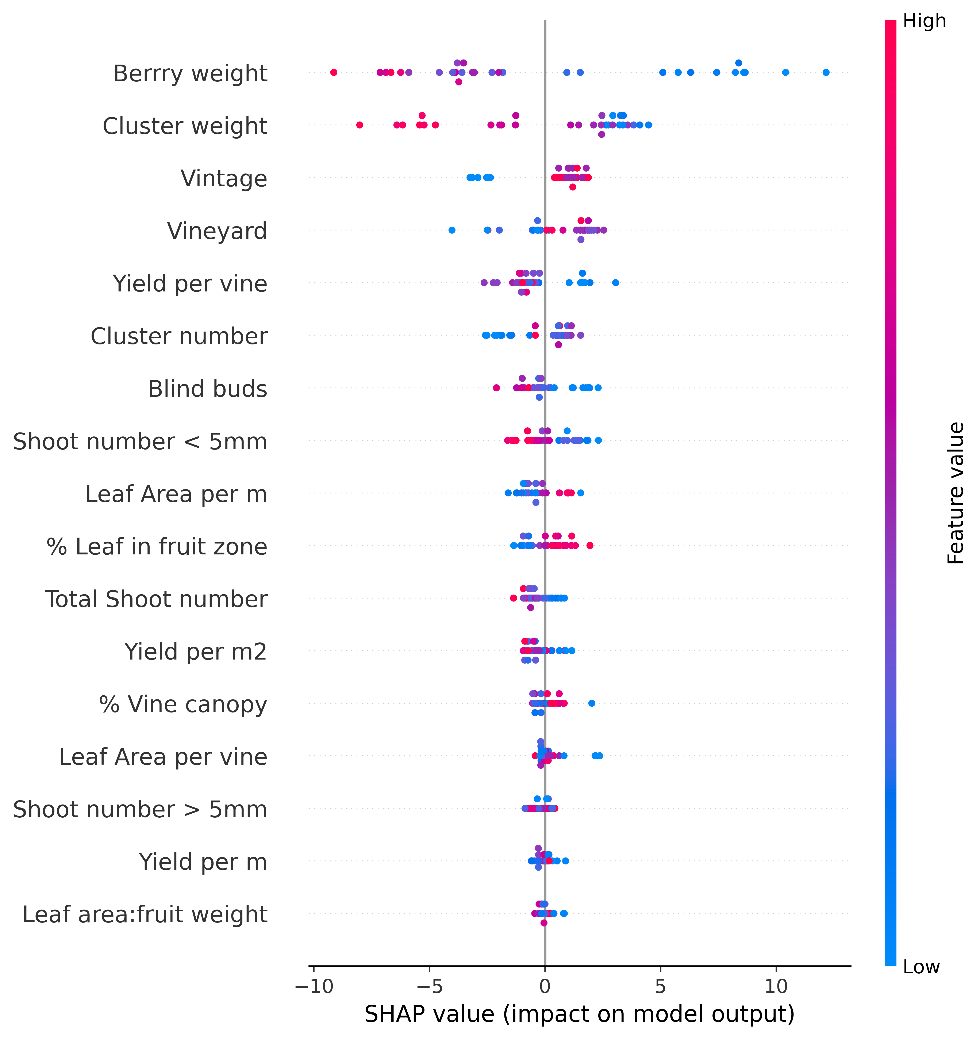 High
Berrry weight
Cluster weight
Vintage
Vineyard
Yield per vine
Cluster number
Blind buds
Shoot number < 5mm
Leaf Area per m
% Leaf in fruit zone
Total Shoot number
Yield per m2
% Vine canopy
Leaf Area per vine
Shoot number > 5mm
Yield per m
Leaf area:fruit weight
Feature value
Low
−10 −5 0 5 10
SHAP value (impact on model output)